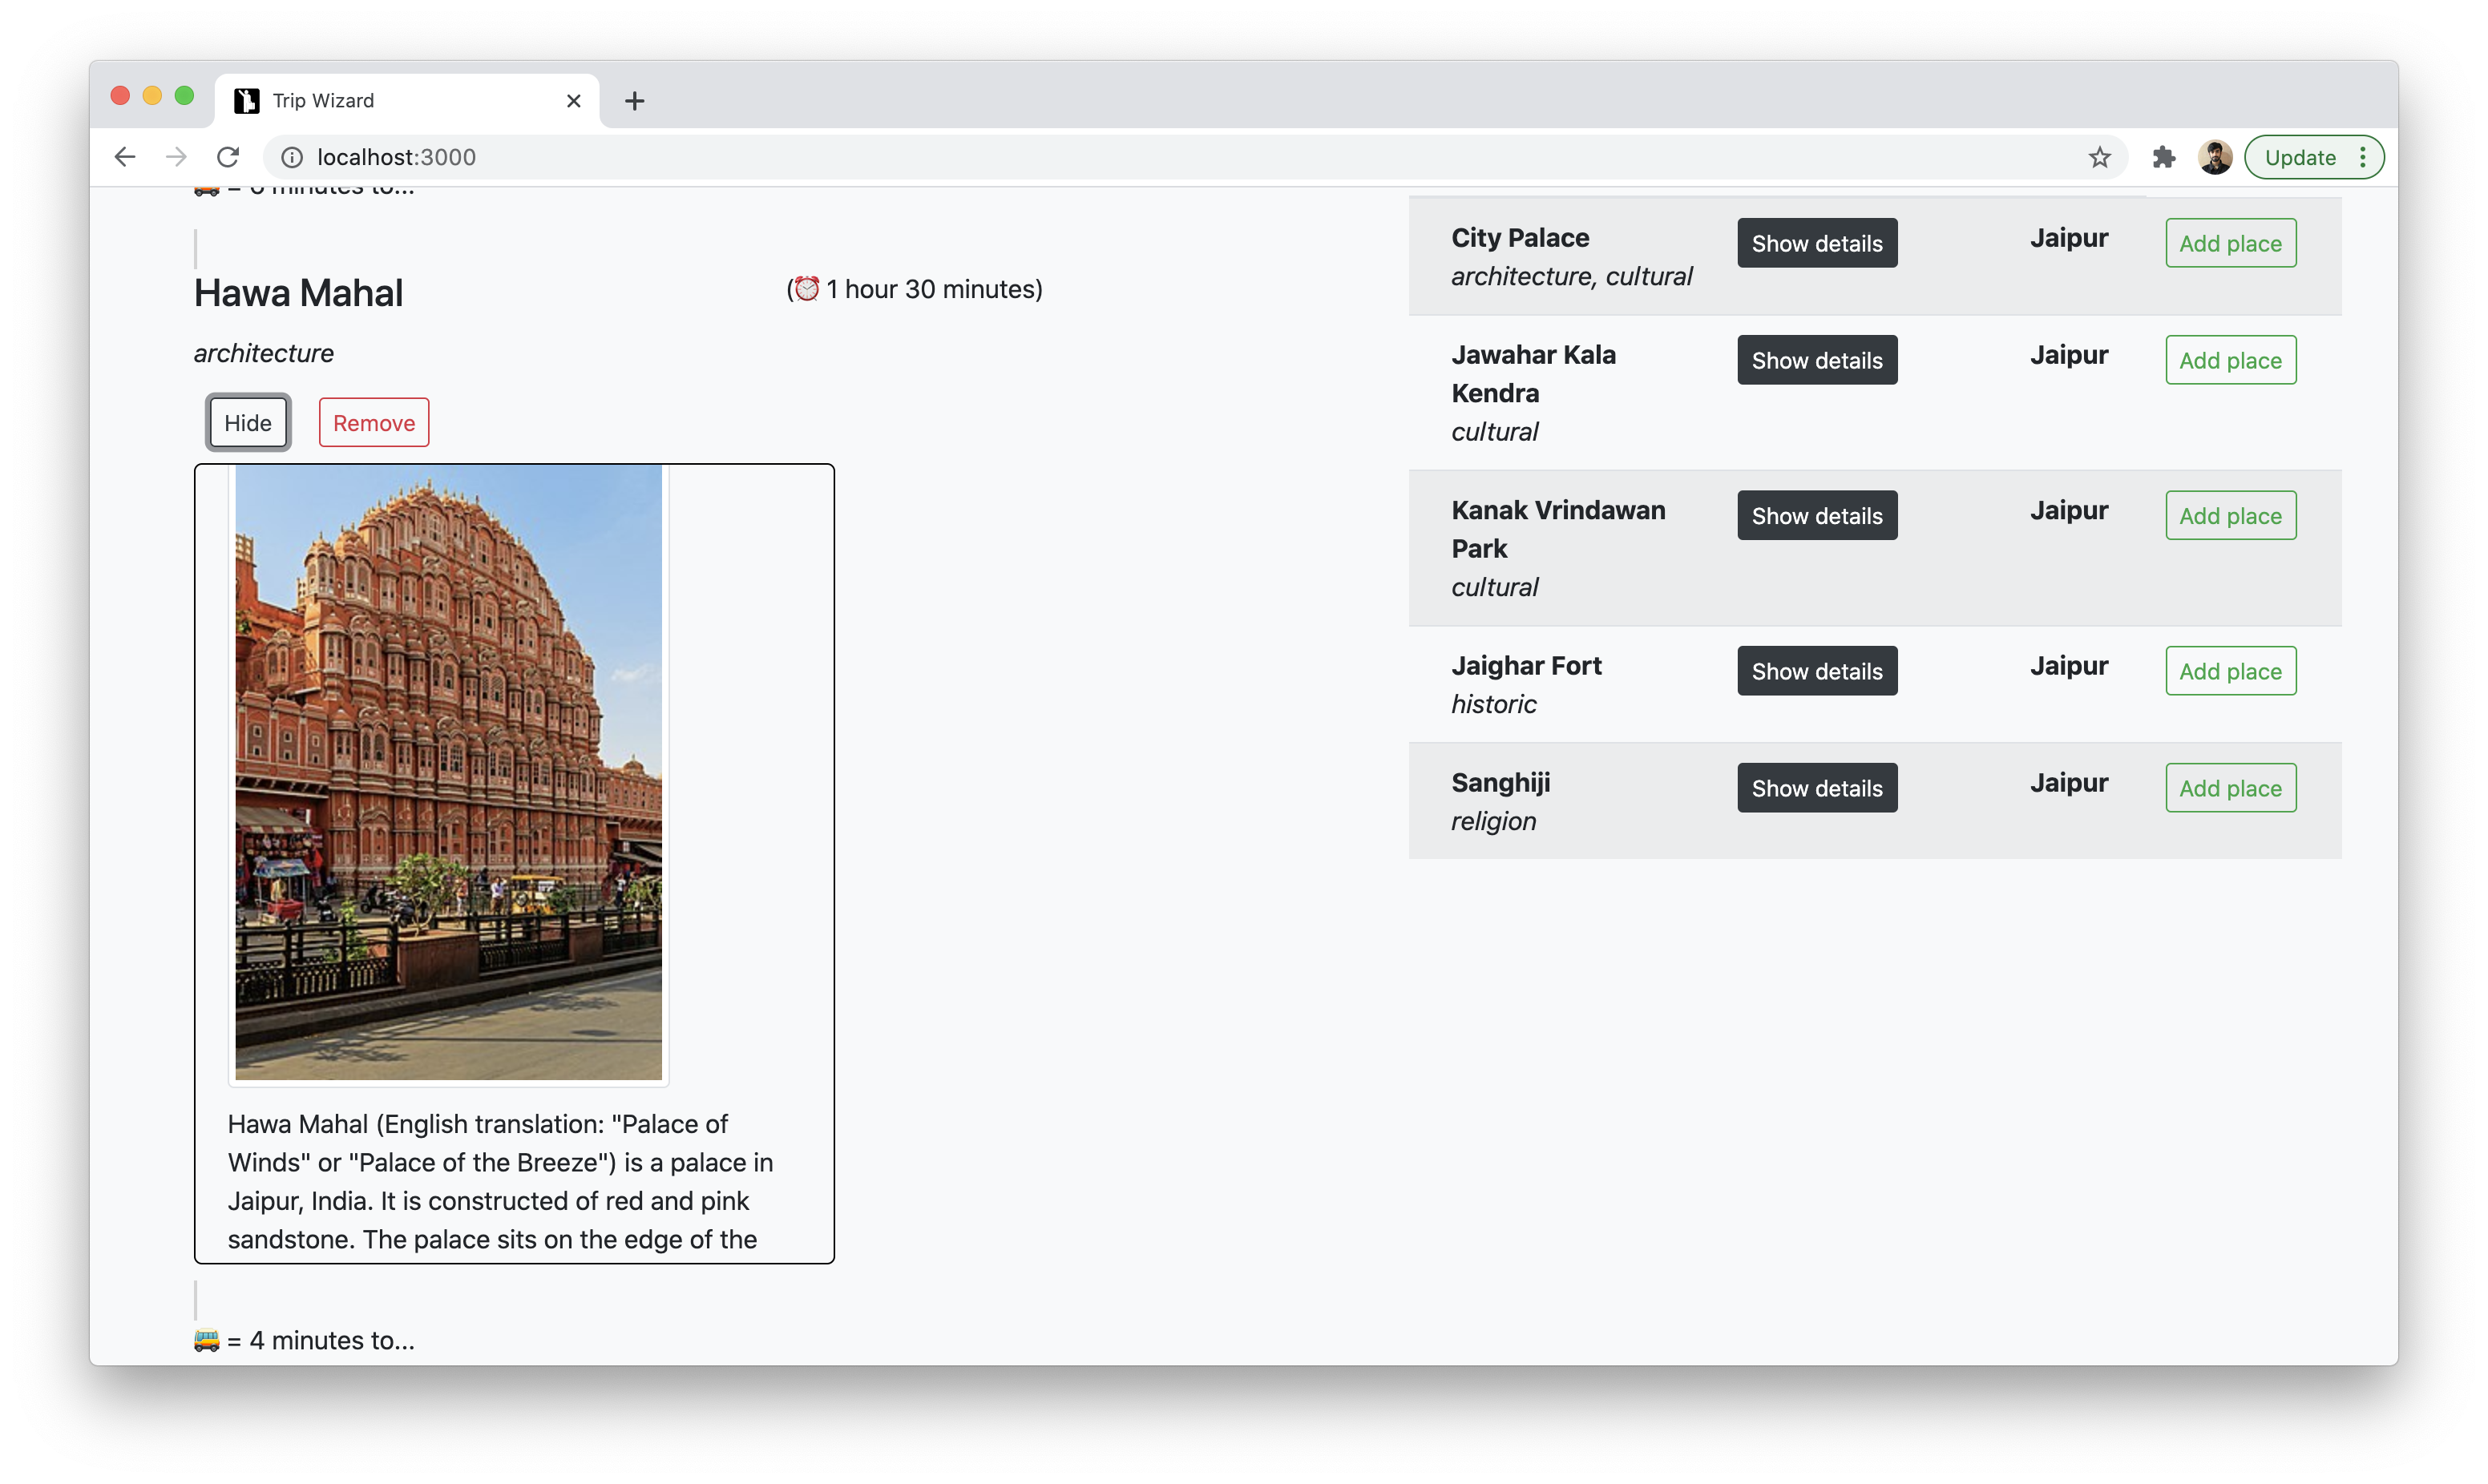 Trip Wizard
localhost:3000
Update
= 6 minutes to...
Hawa Mahal
(⏰ 1 hour 30 minutes)
architecture
Hide
Remove
Hawa Mahal (English translation: "Palace of
Winds" or "Palace of the Breeze") is a palace in
Jaipur, India. It is constructed of red and pink
sandstone. The palace sits on the edge of the
🚌 = 4 minutes to...
City Palace
architecture, cultural
Show details
Jaipur
Add place
Jawahar Kala
Kendra
cultural
Show details
Jaipur
Add place
Kanak Vrindawan
Park
cultural
Show details
Jaipur
Add place
Jaighar Fort
historic
Show details
Jaipur
Add place
Sanghiji
religion
Show details
Jaipur
Add place